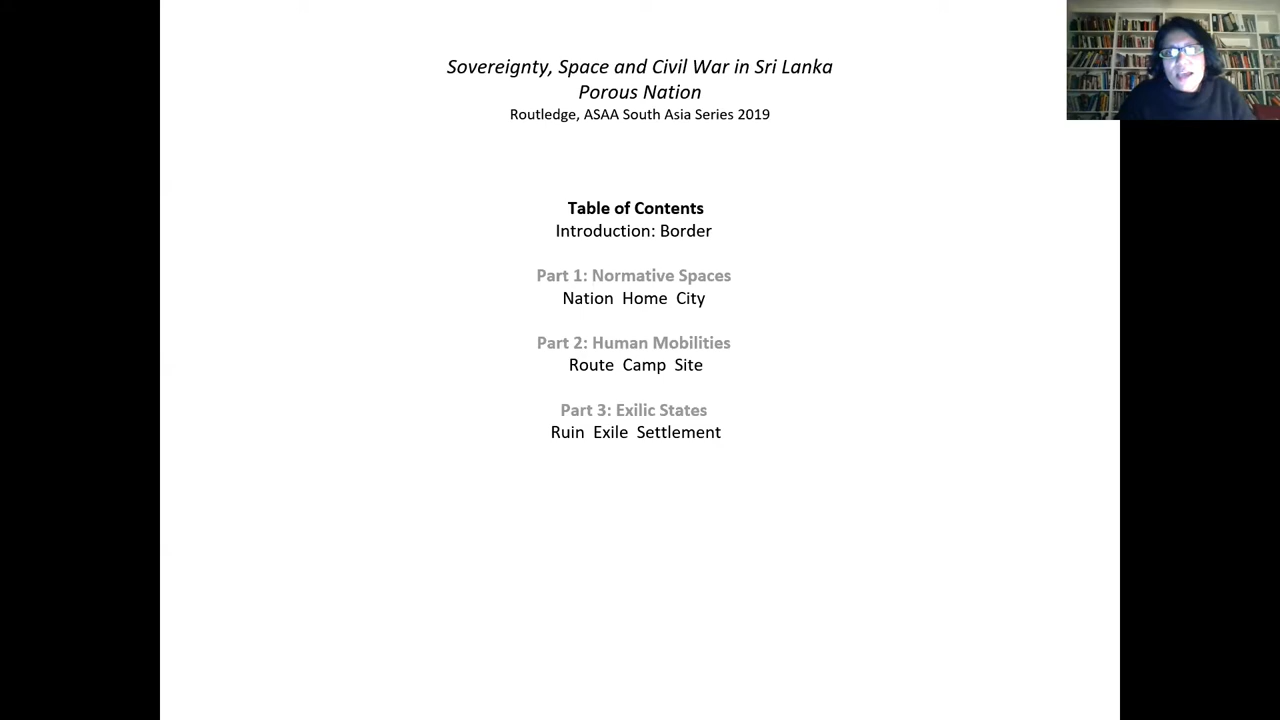 Sovereignty, Space and Civil War in Sri Lanka
Porous Nation
Routledge, ASAA South Asia Series 2019
Table of Contents
Introduction: Border
Part 1: Normative Spaces
Nation Home City
Part 2: Human Mobilities
Route Camp Site
Part 3: Exilic States
Ruin Exile Settlement